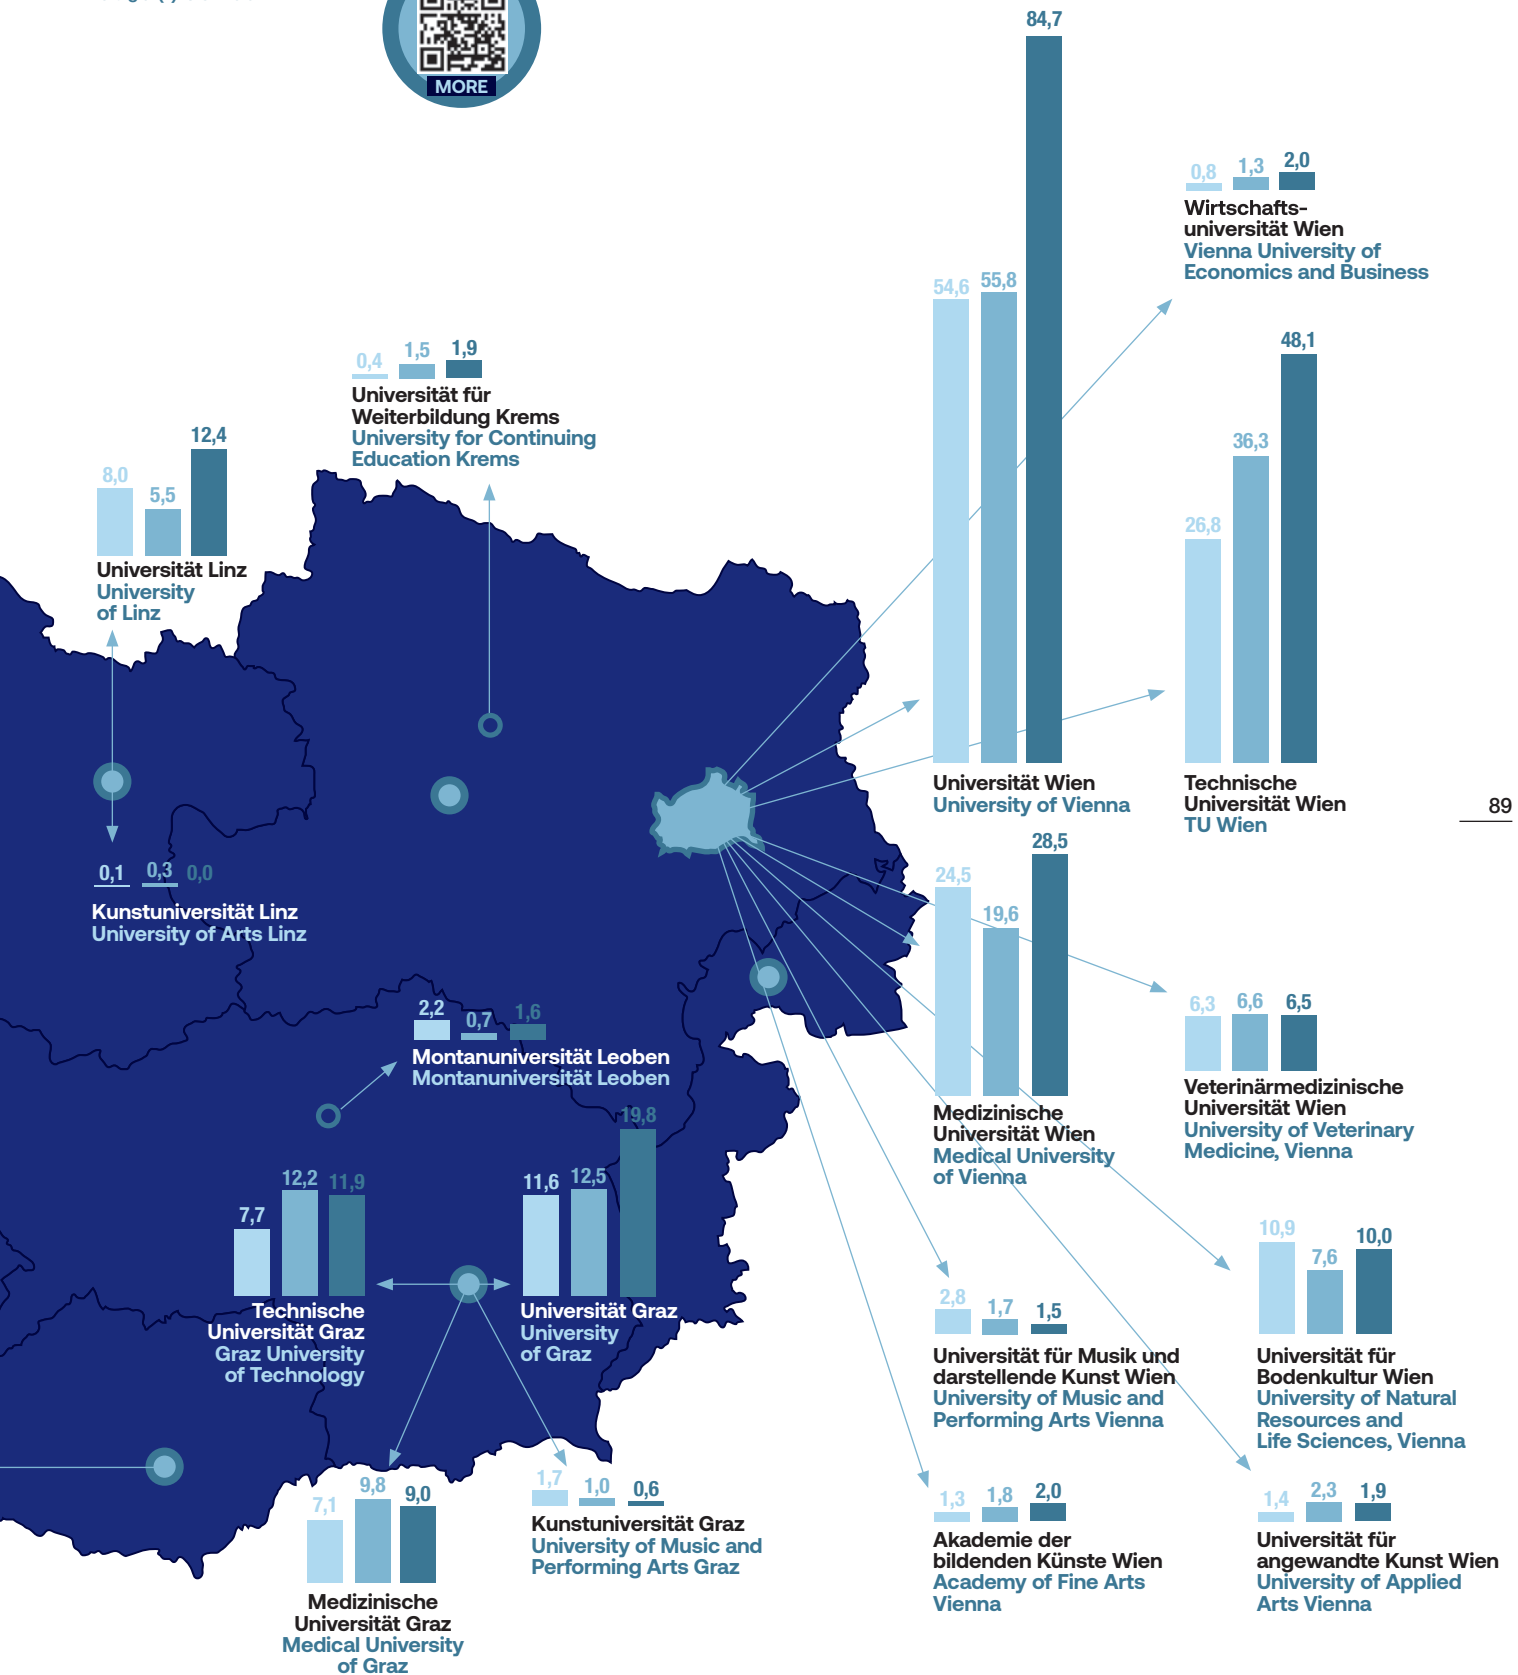 MORE
84,7
54,6 55,8
Universität Wien
University of Vienna
0,8 1,3 2,0
Wirtschafts-
universität Wien
Vienna University of
Economics and Business
0,4 1,5 1,9
Universität für
Weiterbildung Krems
University for Continuing
Education Krems
48,1
36,3
26,8
Technische
Universität Wien
TU Wien
12,4
8,0
5,5
Universität Linz
University
of Linz
89
0,1 0,3 0,0
Kunstuniversität Linz
University of Arts Linz
28,5
24,5
19,6
Medizinische
Universität Wien
Medical University
of Vienna
6,3 6,6 6,5
Veterinärmedizinische
Universität Wien
University of Veterinary
Medicine, Vienna
2,2 0,7 1,6
Montanuniversität Leoben
Montanuniversität Leoben
19,8
11,6 12,5
Universität Graz
University
of Graz
12,2 11,9
7,7
Technische
Universität Graz
Graz University
of Technology
10,9 7,6 10,0
Universität für
Bodenkultur Wien
University of Natural
Resources and
Life Sciences, Vienna
2,8 1,7 1,5
Universität für Musik und
darstellende Kunst Wien
University of Music and
Performing Arts Vienna
7,1 9,8 9,0
Medizinische
Universität Graz
Medical University
of Graz
1,7 1,0 0,6
Kunstuniversität Graz
University of Music and
Performing Arts Graz
1,3 1,8 2,0
Akademie der
bildenden Künste Wien
Academy of Fine Arts
Vienna
1,4 2,3 1,9
Universität für
angewandte Kunst Wien
University of Applied
Arts Vienna